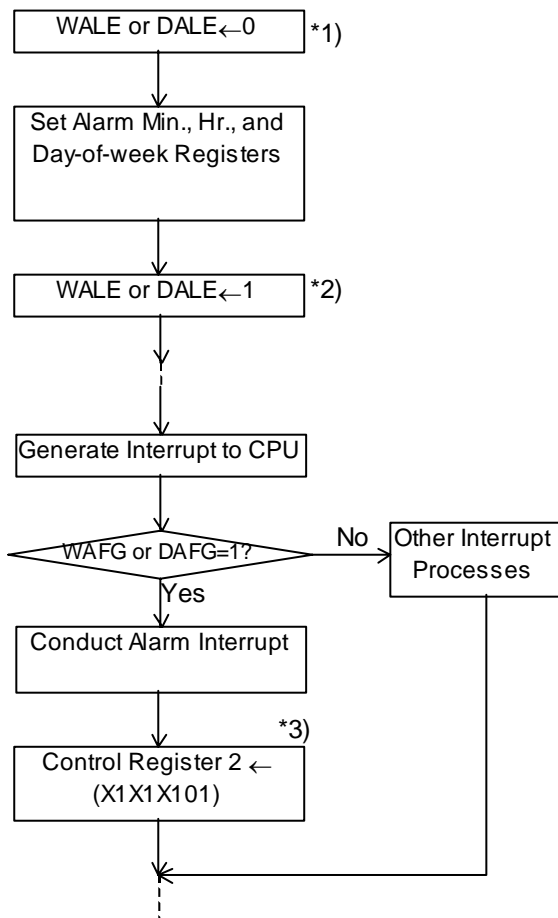 WALE or DALE←0
*1)
Set Alarm Min., Hr., and
Day-of-week Registers
WALE or DALE←1
*2)
Generate Interrupt to CPU
WAFG or DAFG=1?
No
Other Interrupt
Processes
Yes
Conduct Alarm Interrupt
*3)
Control Register 2 ←
(X1X1X101)